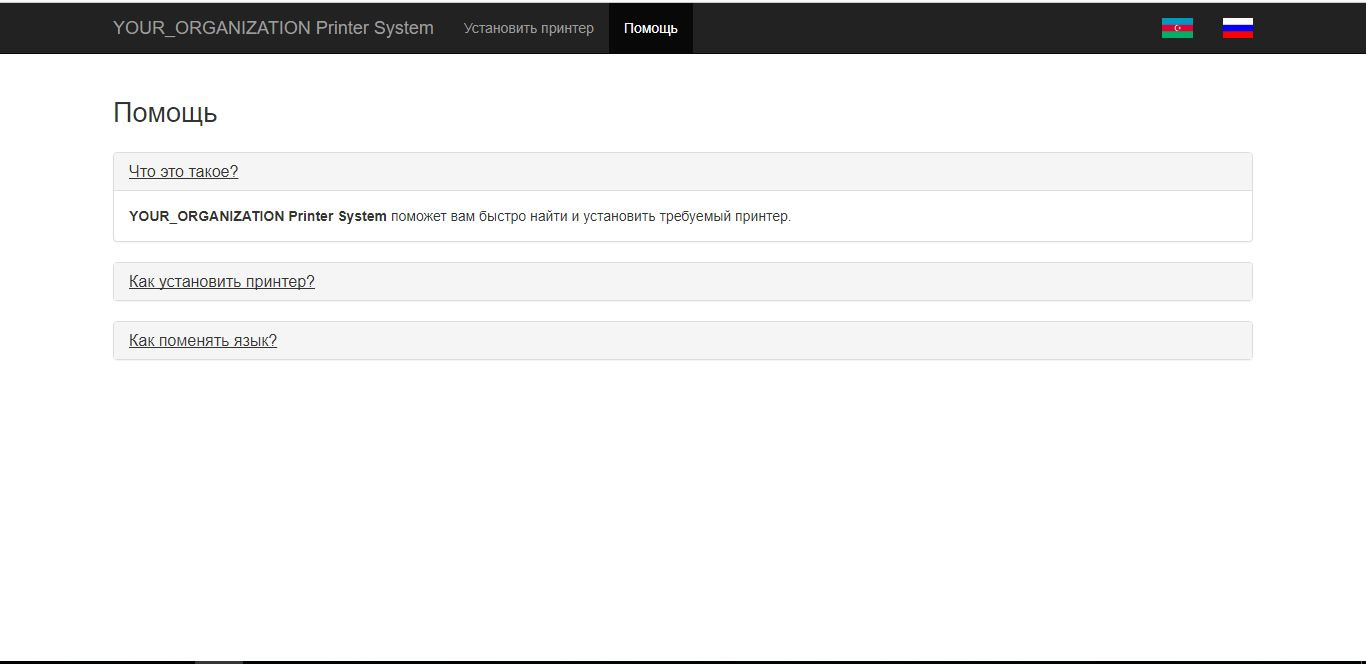 YOUR_ORGANIZATION Printer System Установить принтер Помощь
Помощь
Что это такое?
YOUR_ORGANIZATION Printer System поможет вам быстро найти и установить требуемый принтер.
Как установить принтер?
Как поменять язык?